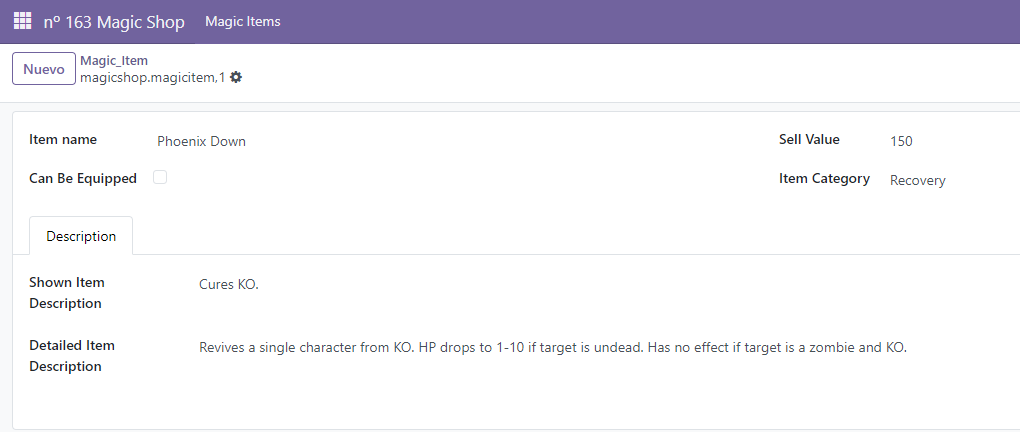 nº 163 Magic Shop Magic Items
Nuevo
Magic_Item
magicshop.magicitem,1
Item name Phoenix Down Sell Value 150
Can Be Equipped Item Category Recovery
Description
Shown Item
Description
Cures KO.
Detailed Item
Description
Revives a single character from KO. HP drops to 1-10 if target is undead. Has no effect if target is a zombie and KO.